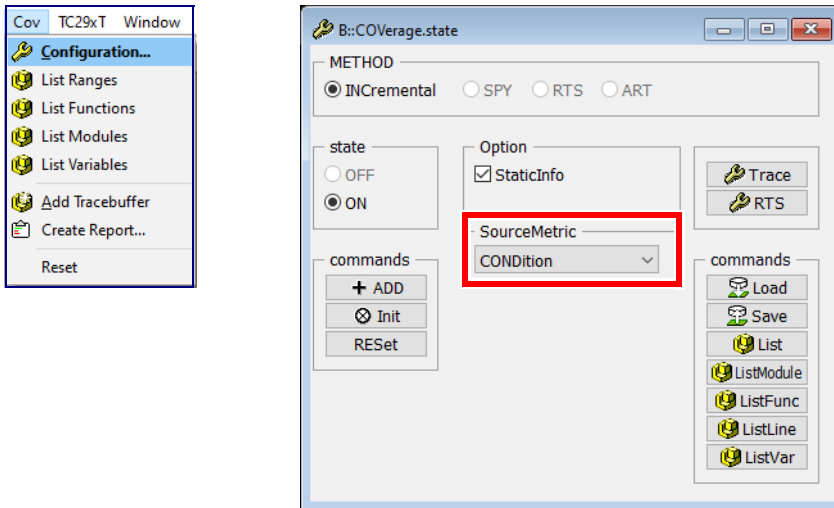 Cov TC29xT Window
Configuration...
List Ranges
List Functions
List Modules
List Variables
Add Tracebuffer
Create Report...
Reset
B::COVerage.state
METHOD
INCremental SPY RTS ART
state
OFF
ON
Option
StaticInfo
Trace
RTS
SourceMetric
CONDition
commands
+ ADD
Init
RESet
commands
Load
Save
List
ListModule
ListFunc
ListLine
ListVar